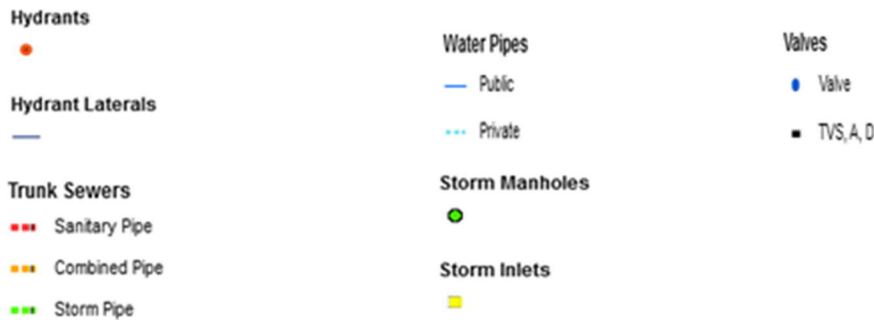 Hydrants
Hydrant Laterals
Trunk Sewers
Sanitary Pipe
Combined Pipe
Storm Pipe
Water Pipes
Public
Private
Storm Manholes
Storm Inlets
Valves
Valve
TVS, A, D